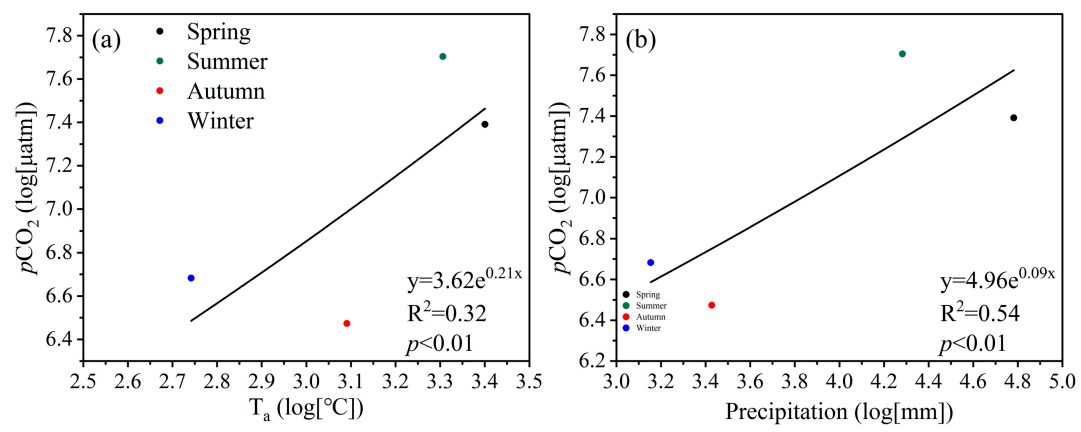 (a)
Spring
Summer
Autumn
Winter
pCO₂ (log[μatm])
7.8
7.6
7.4
7.2
7.0
6.8
6.6
6.4
y=3.62e^0.21x
R²=0.32
p<0.01
2.5 2.6 2.7 2.8 2.9 3.0 3.1 3.2 3.3 3.4 3.5
Tₐ (log[°C])
(b)
pCO₂ (log[μatm])
7.8
7.6
7.4
7.2
7.0
6.8
6.6
6.4
6.2
Spring
Summer
Autumn
Winter
y=4.96e^0.09x
R²=0.54
p<0.01
3.0 3.2 3.4 3.6 3.8 4.0 4.2 4.4 4.6 4.8 5.0
Precipitation (log[mm])